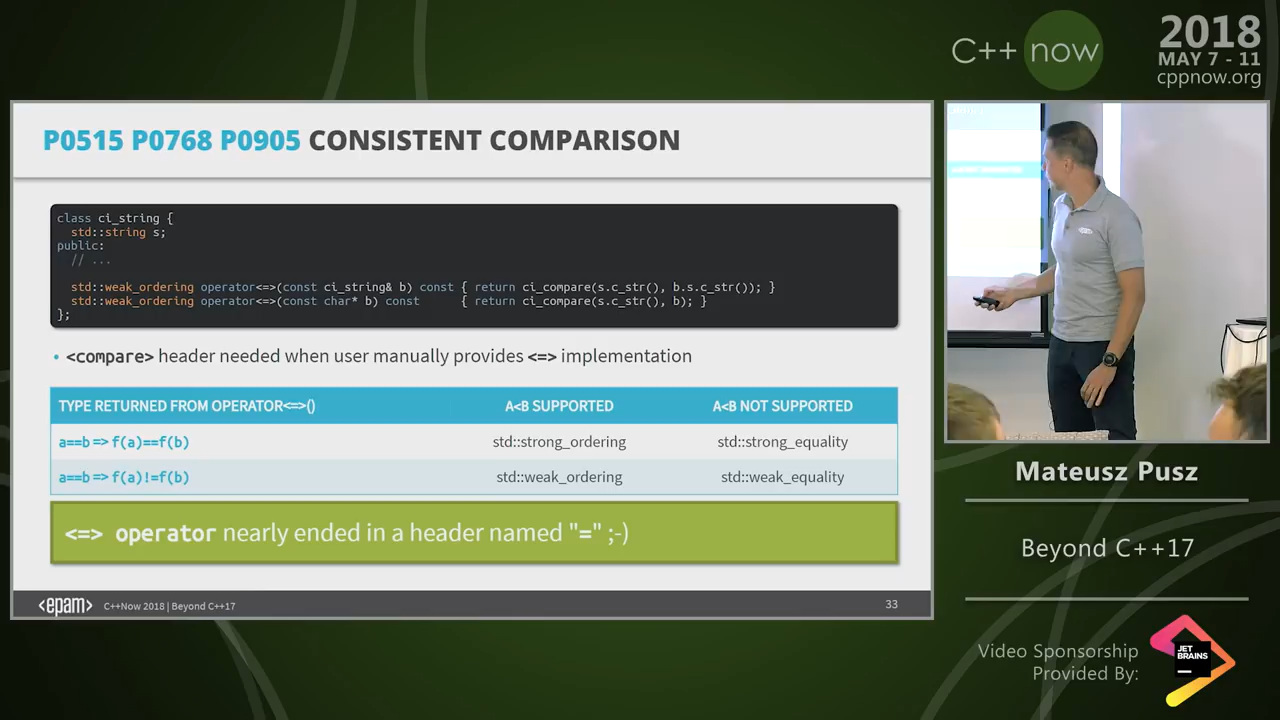 C++ now
2018
MAY 7 - 11
cppnow.org
P0515 P0768 P0905 CONSISTENT COMPARISON
class ci_string {
std::string s;
public:
// ...
std::weak_ordering operator<=>(const ci_string& b) const { return ci_compare(s.c_str(), b.s.c_str()); }
std::weak_ordering operator<=>(const char* b) const { return ci_compare(s.c_str(), b); }
};
• <compare> header needed when user manually provides <=> implementation
TYPE RETURNED FROM OPERATOR<=>() A<B SUPPORTED A<B NOT SUPPORTED
a==b => f(a)==f(b) std::strong_ordering std::strong_equality
a==b => f(a)!=f(b) std::weak_ordering std::weak_equality
<=> operator nearly ended in a header named "=" ;-)
<epam> C++Now 2018 | Beyond C++17 33
Mateusz Pusz
Beyond C++17
Video Sponsorship
Provided By:
JET
BRAINS